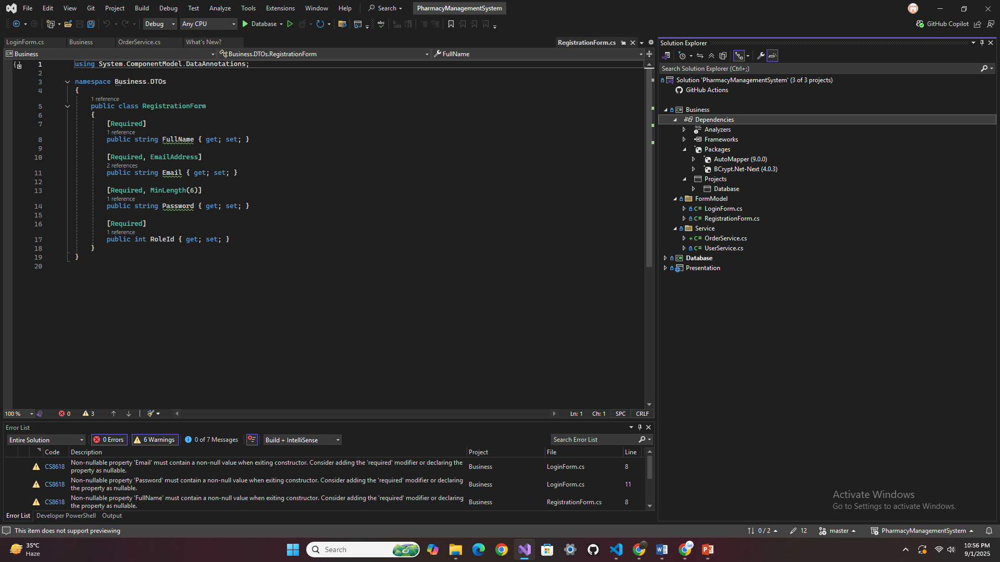 File Edit View Git Project Build Debug Test Analyze Tools Extensions Window Help Search PharmacyManagementSystem
Debug Any CPU Database GitHub Copilot
LoginForm.cs Business OrderService.cs What's New? RegistrationForm.cs
Business Business.DTOs.RegistrationForm FullName
1 using System.ComponentModel.DataAnnotations;
2
3 namespace Business.DTOs
4 {
1 reference
5 public class RegistrationForm
6 {
7 [Required]
1 reference
8 public string FullName { get; set; }
9
10 [Required, EmailAddress]
2 references
11 public string Email { get; set; }
12
13 [Required, MinLength(6)]
1 reference
14 public string Password { get; set; }
15
16 [Required]
1 reference
17 public int RoleId { get; set; }
18 }
19 }
20
100 % 0 3 Ln: 1 Ch: 1 SPC CRLF
Error List
Entire Solution 0 Errors 6 Warnings 0 of 7 Messages Build + IntelliSense Search Error List
Code Description Project File Line
CS8618 Non-nullable property 'Email' must contain a non-null value when exiting constructor. Consider adding the 'required' modifier or declaring the
property as nullable. Business LoginForm.cs 8
CS8618 Non-nullable property 'Password' must contain a non-null value when exiting constructor. Consider adding the 'required' modifier or declaring
the property as nullable. Business LoginForm.cs 11
CS8618 Non-nullable property 'FullName' must contain a non-null value when exiting constructor. Consider adding the 'required' modifier or declaring
the property as nullable. Business RegistrationForm.cs 8
Error List Developer PowerShell Output
Solution Explorer
Search Solution Explorer (Ctrl+;)
Solution 'PharmacyManagementSystem' (3 of 3 projects)
GitHub Actions
Business
Dependencies
Analyzers
Frameworks
Packages
AutoMapper (9.0.0)
BCrypt.Net-Next (4.0.3)
Projects
Database
FormModel
LoginForm.cs
RegistrationForm.cs
Service
OrderService.cs
UserService.cs
Database
Presentation
Activate Windows
Go to Settings to activate Windows.
This item does not support previewing 0 / 2 12 master PharmacyManagementSystem
35°C
Haze
Search
10:56 PM
9/1/2025